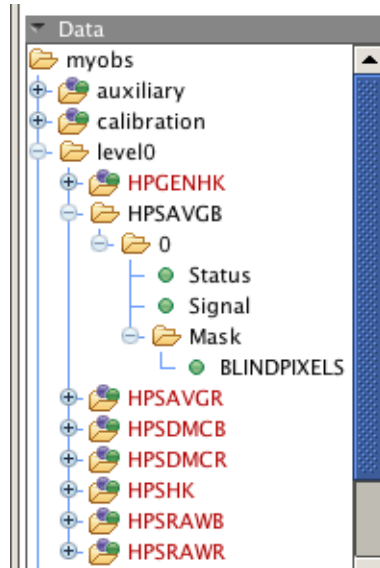 Data
myobs
auxiliary
calibration
level0
HPGENHK
HPSAVGB
0
Status
Signal
Mask
BLINDPIXELS
HPSAVGR
HPSDMCB
HPSDMCR
HPSHK
HPSRAWB
HPSRAWR